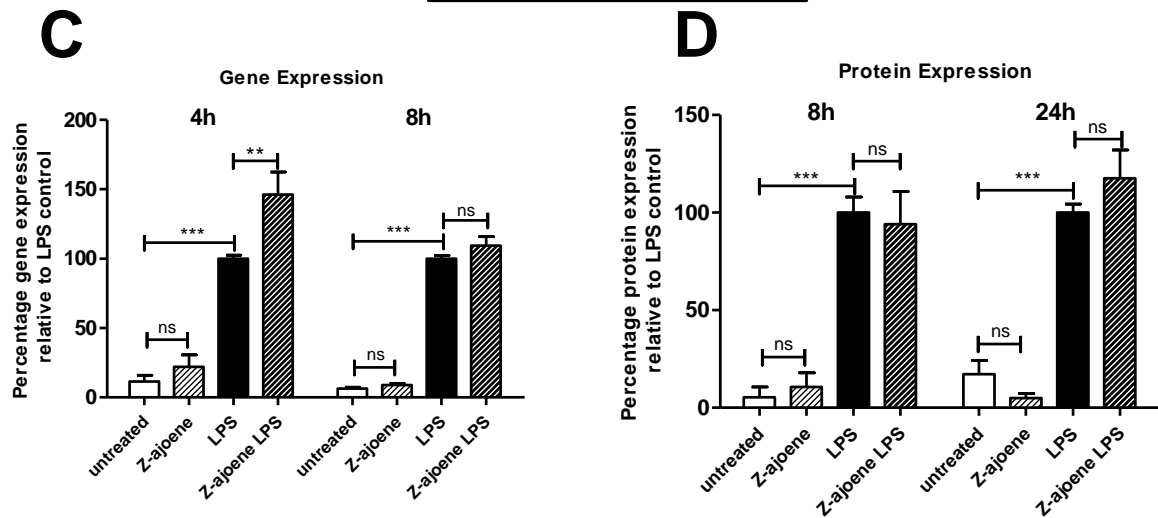 C
Gene Expression
4h
8h
Percentage gene expression
relative to LPS control
200
150
100
50
0
***
**
ns
***
ns
ns
untreated
Z-ajoene
LPS
Z-ajoene LPS
untreated
Z-ajoene
LPS
Z-ajoene LPS
D
Protein Expression
8h
24h
Percentage protein expression
relative to LPS control
150
100
50
0
***
ns
ns
***
ns
ns
untreated
Z-ajoene
LPS
Z-ajoene LPS
untreated
Z-ajoene
LPS
Z-ajoene LPS